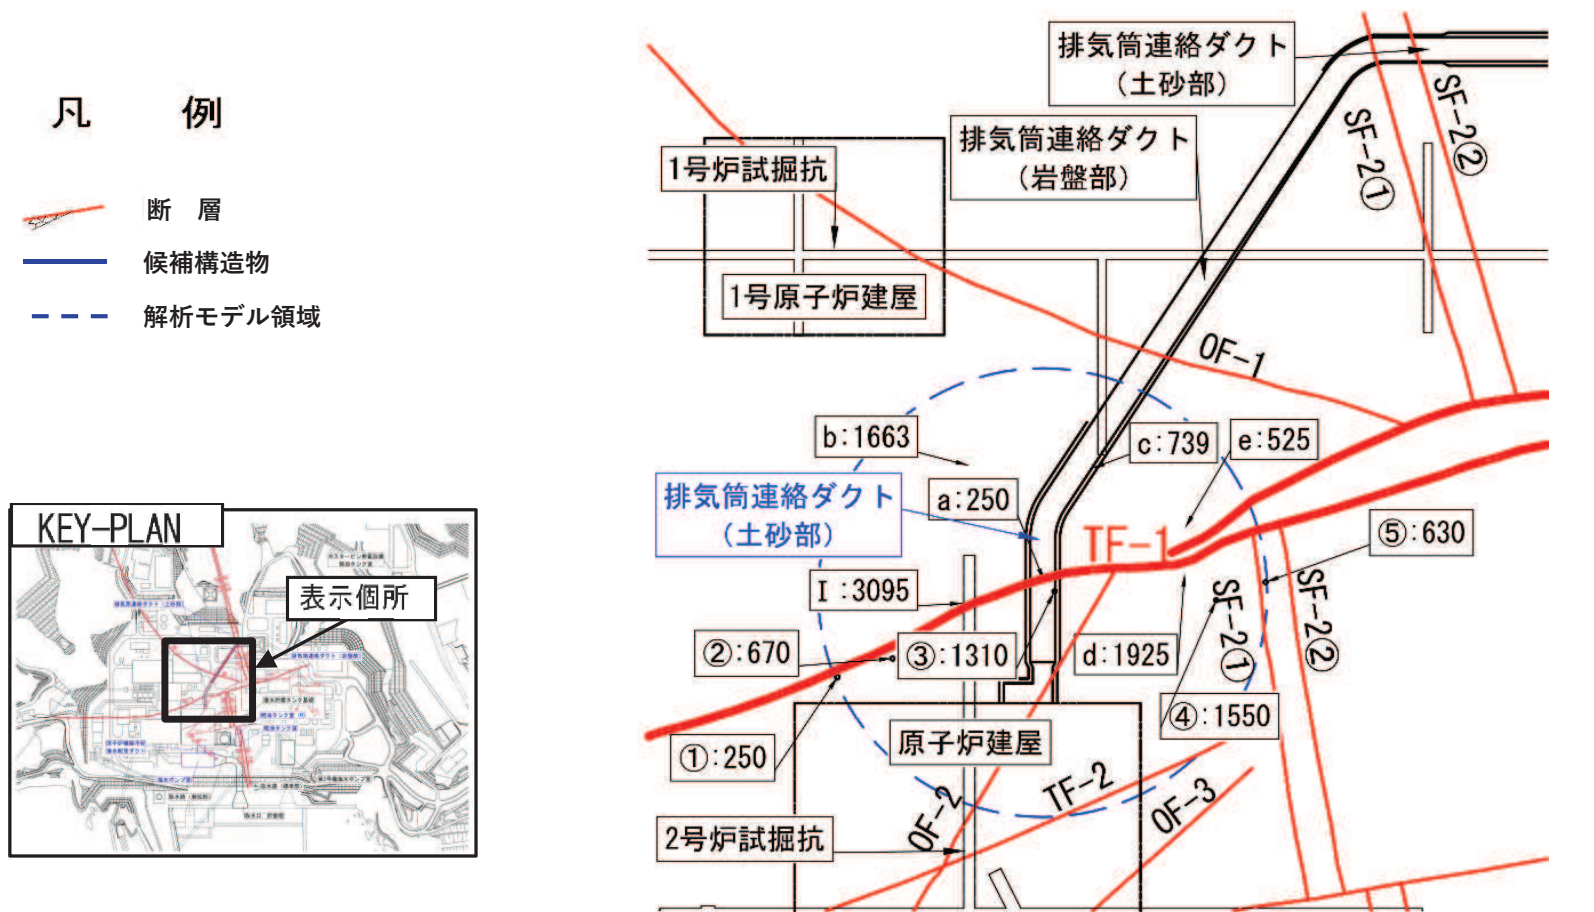 凡 例
断 層
候補構造物
解析モデル領域
KEY-PLAN
表示個所
排気筒連絡ダクト
(土砂部)
排気筒連絡ダクト
(岩盤部)
SF-2①
SF-2②
1号炉試掘抗
1号原子炉建屋
OF-1
b:1663
c:739
e:525
排気筒連絡ダクト
(土砂部)
a:250
TF-1
⑤:630
I:3095
②:670
③:1310
d:1925
SF-2①
SF-2②
④:1550
①:250
原子炉建屋
TF-2
OF-3
OF-2
2号炉試掘抗